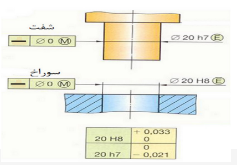 شفت
⏤ ⌀ 0 Ⓜ
⌀ 20 h7 Ⓔ
سوراخ
⏤ ⌀ 0 Ⓜ
⌀ 20 H8 Ⓔ
20 H8 + 0,033 0
20 h7 0 − 0,021